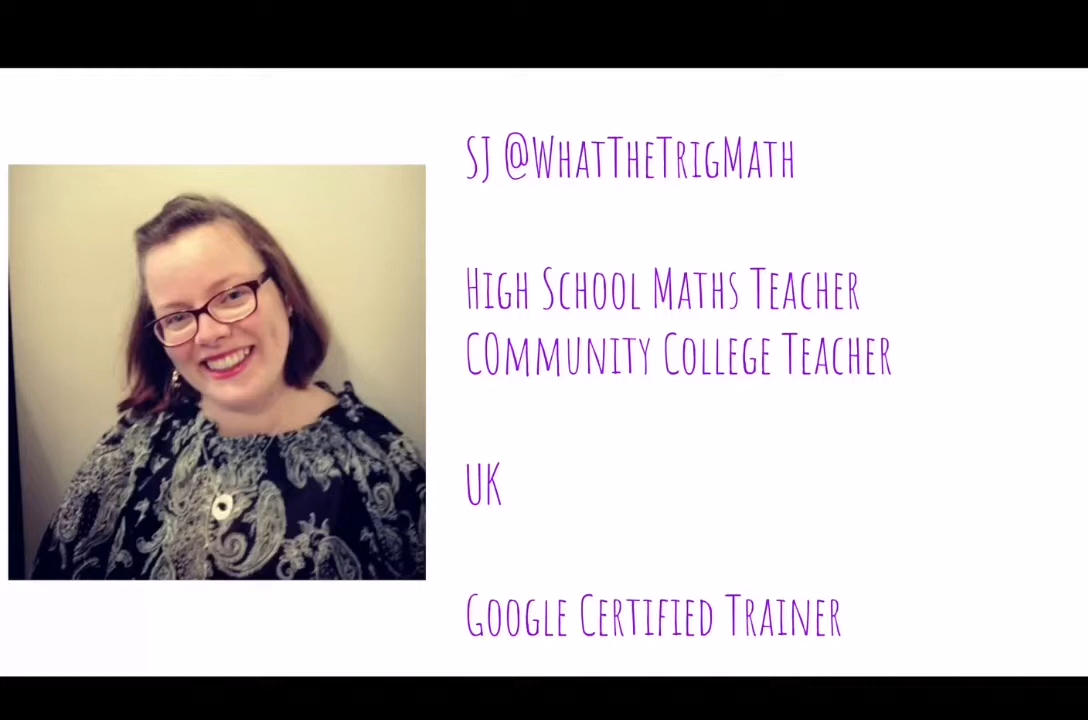 SJ @WhatTheTrigMath
High School Maths Teacher
COmmunity College Teacher
UK
Google Certified Trainer